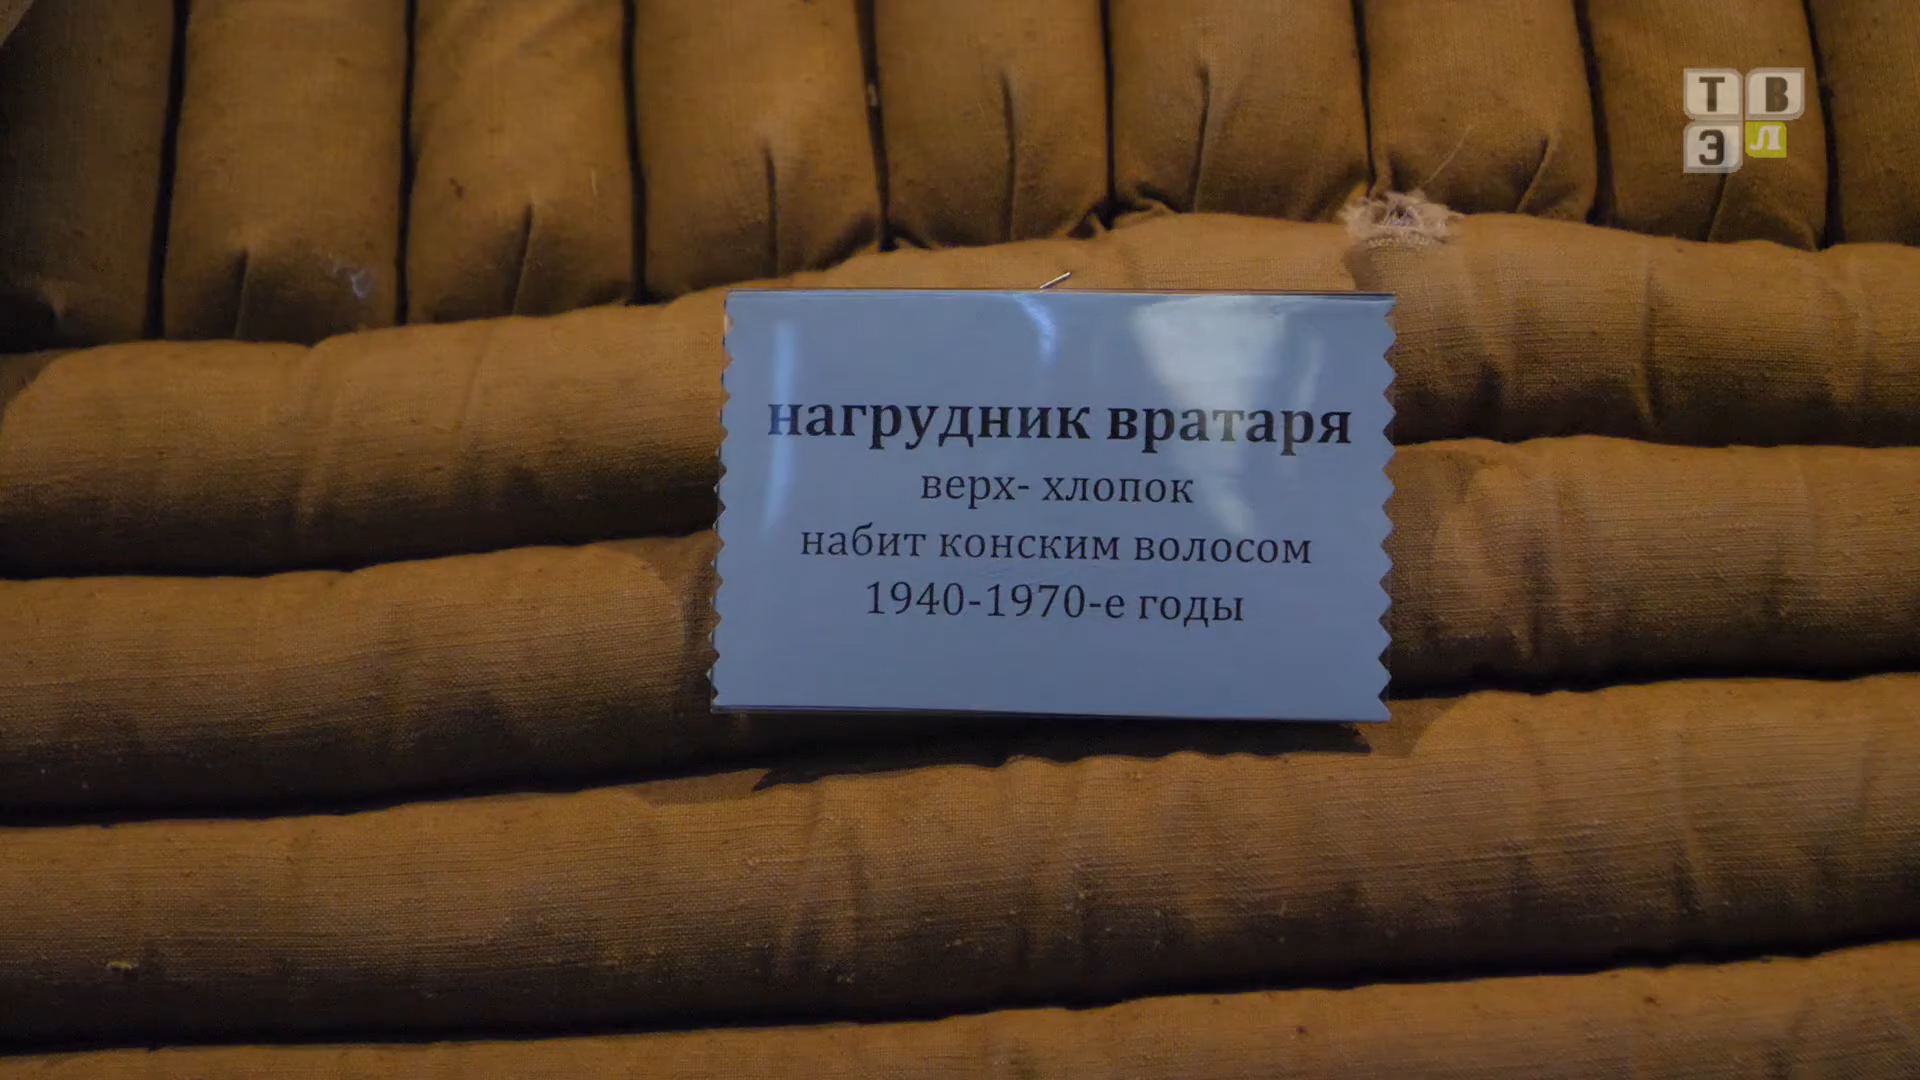 ТВ
ЭЛ
нагрудник вратаря
верх- хлопок
набит конским волосом
1940-1970-е годы